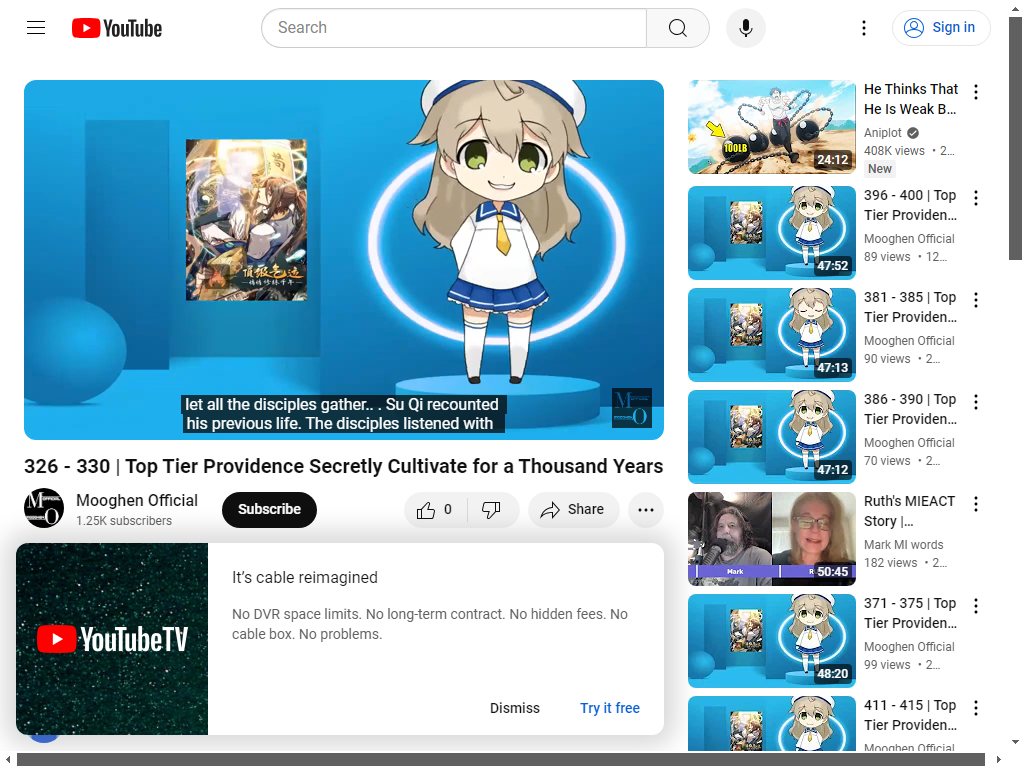 YouTube
Search
Sign in
let all the disciples gather.. . Su Qi recounted
his previous life. The disciples listened with
326 - 330 | Top Tier Providence Secretly Cultivate for a Thousand Years
Mooghen Official
1.25K subscribers
Subscribe
0
Share
It’s cable reimagined
No DVR space limits. No long-term contract. No hidden fees. No
cable box. No problems.
YouTubeTV
Dismiss
Try it free
100LB
24:12
He Thinks That
He Is Weak B...
Aniplot
408K views • 2...
New
47:52
396 - 400 | Top
Tier Providen...
Mooghen Official
89 views • 12...
47:13
381 - 385 | Top
Tier Providen...
Mooghen Official
90 views • 2...
47:12
386 - 390 | Top
Tier Providen...
Mooghen Official
70 views • 2...
Mark
50:45
Ruth's MIEACT
Story |...
Mark MI words
182 views • 2...
48:20
371 - 375 | Top
Tier Providen...
Mooghen Official
99 views • 2...
411 - 415 | Top
Tier Providen...
Mooghen Official